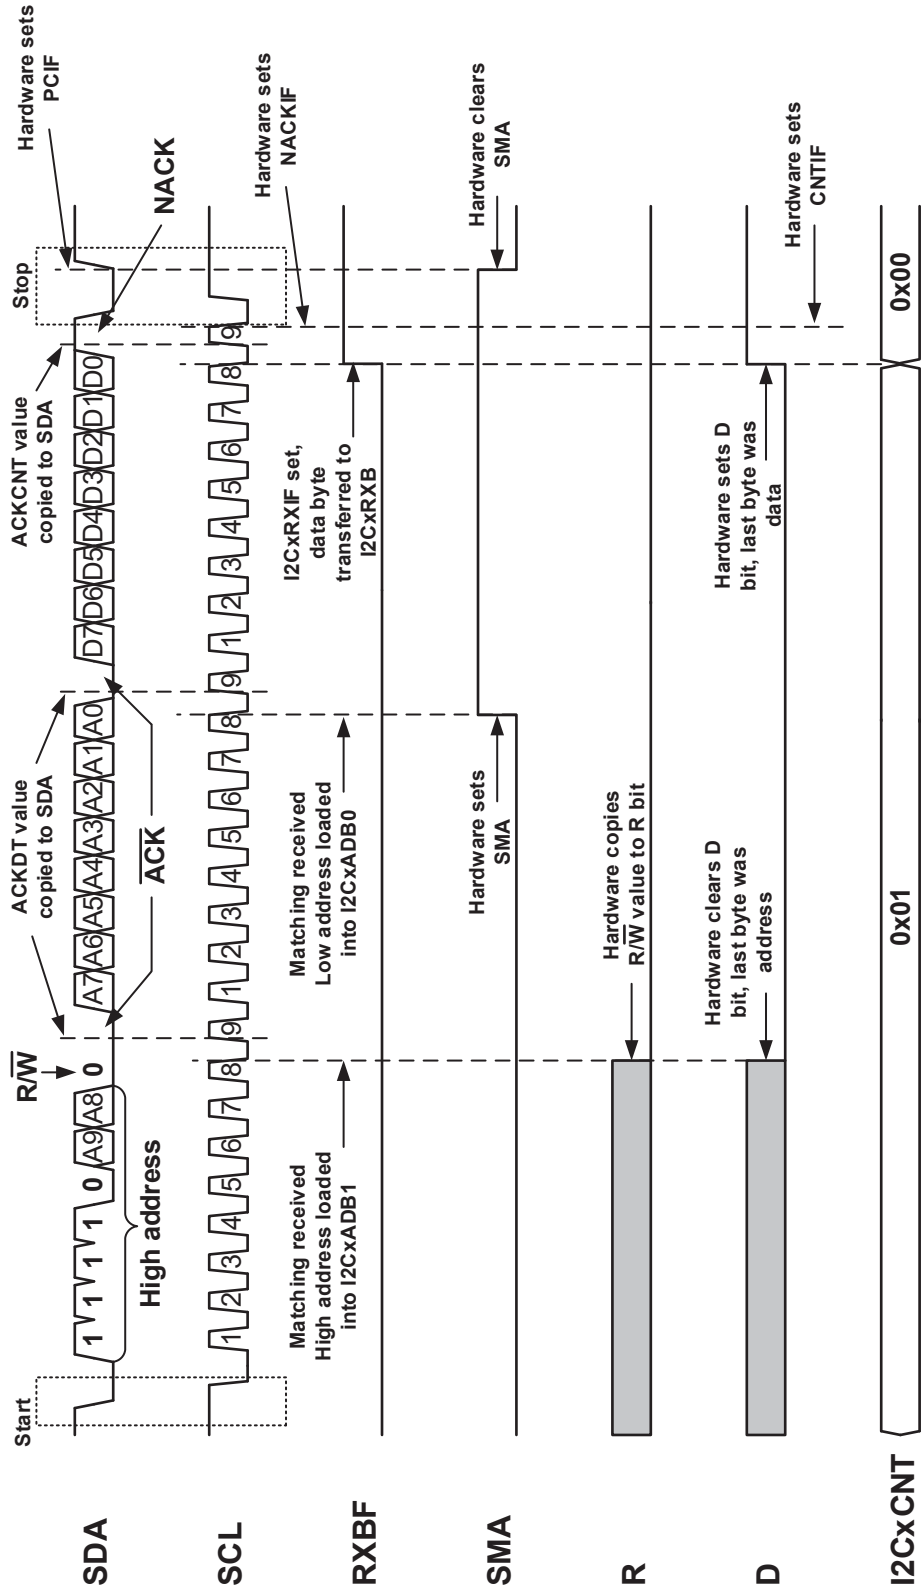 Start
Stop
Hardware sets
PCIF
ACKDT value
copied to SDA
ACKCNT value
copied to SDA
R/W̅
SDA
1 1 1 1 0 A9 A8 0 A7 A6 A5 A4 A3 A2 A1 A0 D7 D6 D5 D4 D3 D2 D1 D0
High address
A̅C̅K̅
NACK
SCL
1 2 3 4 5 6 7 8 9 1 2 3 4 5 6 7 8 9 1 2 3 4 5 6 7 8 9
Hardware sets
NACKIF
Matching received
High address loaded
into I2CxADB1
Matching received
Low address loaded
into I2CxADB0
I2CxRXIF set,
data byte
transferred to
I2CxRXB
RXBF
Hardware sets
SMA
Hardware clears
SMA
SMA
Hardware copies
R/W̅ value to R bit
R
Hardware clears D
bit, last byte was
address
Hardware sets D
bit, last byte was
data
Hardware sets
CNTIF
D
I2CxCNT
0x01
0x00